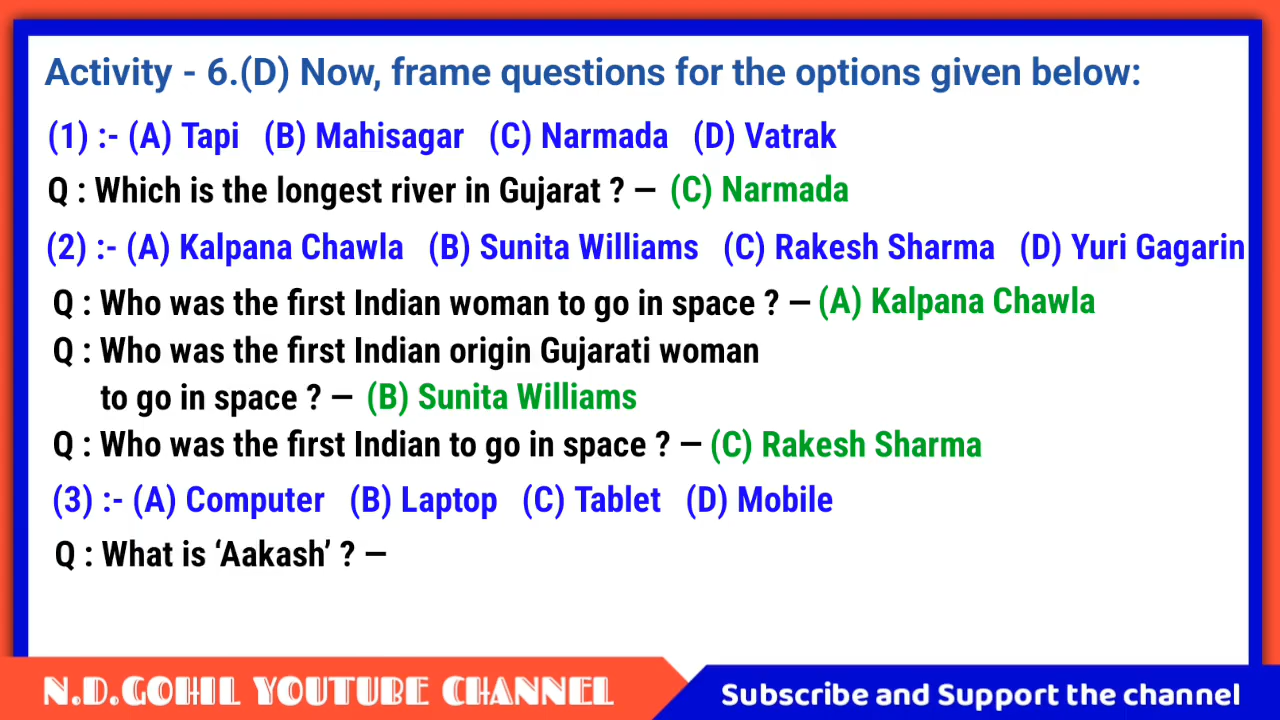 Activity - 6.(D) Now, frame questions for the options given below:
(1) :- (A) Tapi (B) Mahisagar (C) Narmada (D) Vatrak
Q : Which is the longest river in Gujarat ? – (C) Narmada
(2) :- (A) Kalpana Chawla (B) Sunita Williams (C) Rakesh Sharma (D) Yuri Gagarin
Q : Who was the first Indian woman to go in space ? – (A) Kalpana Chawla
Q : Who was the first Indian origin Gujarati woman
to go in space ? – (B) Sunita Williams
Q : Who was the first Indian to go in space ? – (C) Rakesh Sharma
(3) :- (A) Computer (B) Laptop (C) Tablet (D) Mobile
Q : What is ‘Aakash’ ? –
N.D.GOHIL YOUTUBE CHANNEL
Subscribe and Support the channel